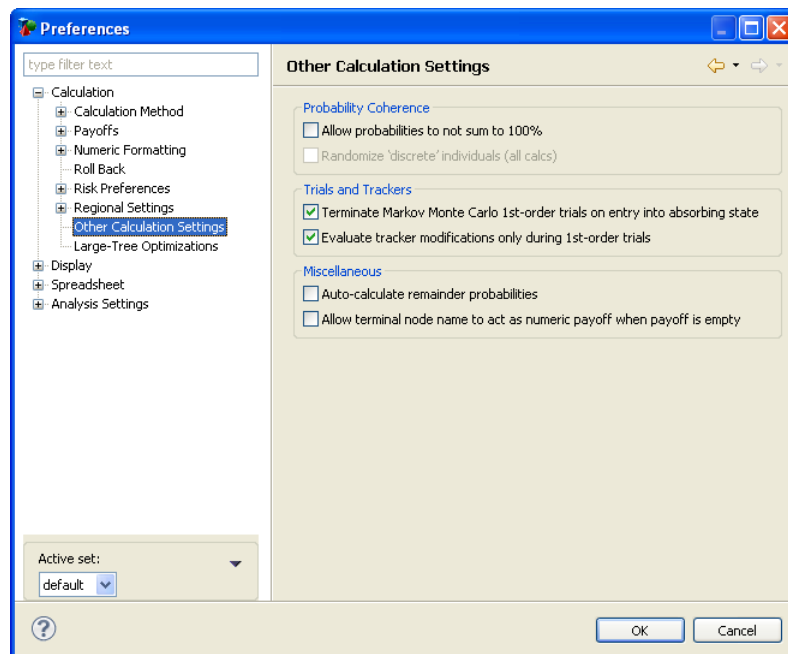 Preferences
type filter text
Calculation
Calculation Method
Payoffs
Numeric Formatting
Roll Back
Risk Preferences
Regional Settings
Other Calculation Settings
Large-Tree Optimizations
Display
Spreadsheet
Analysis Settings
Active set:
default
Other Calculation Settings
Probability Coherence
Allow probabilities to not sum to 100%
Randomize 'discrete' individuals (all calcs)
Trials and Trackers
Terminate Markov Monte Carlo 1st-order trials on entry into absorbing state
Evaluate tracker modifications only during 1st-order trials
Miscellaneous
Auto-calculate remainder probabilities
Allow terminal node name to act as numeric payoff when payoff is empty
?
OK Cancel